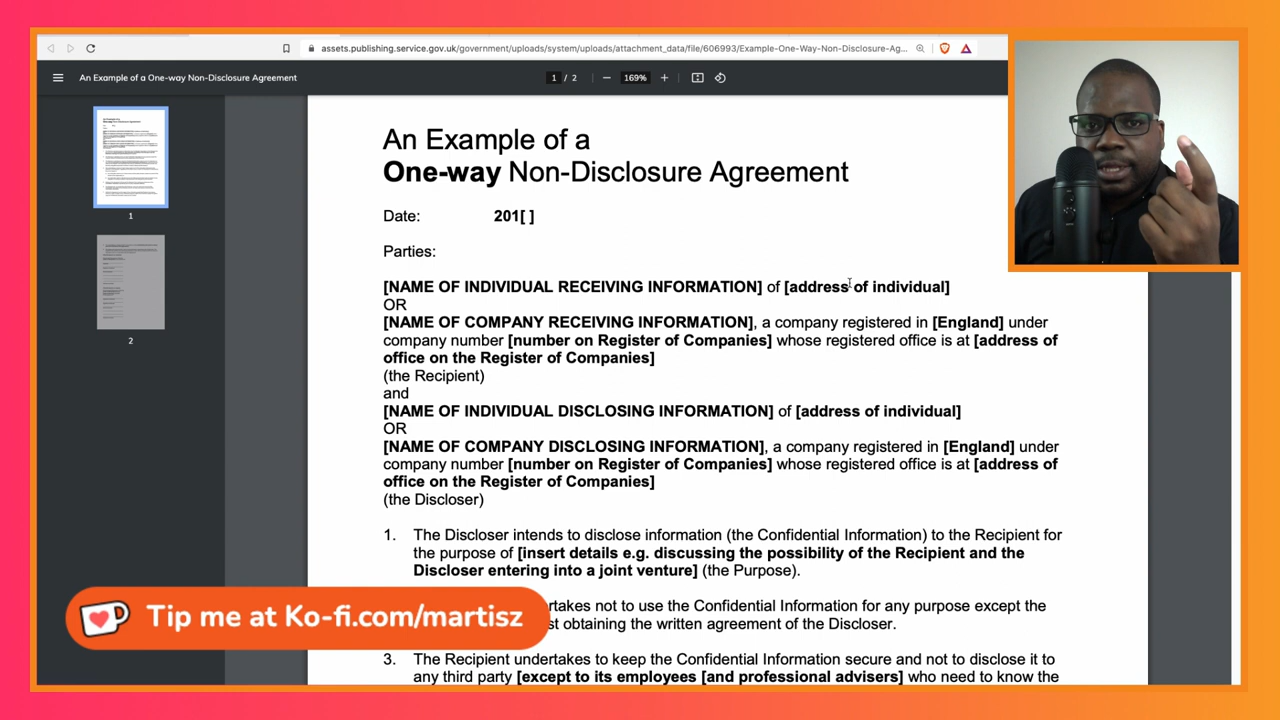 assets.publishing.service.gov.uk/government/uploads/system/uploads/attachment_data/file/606993/Example-One-Way-Non-Disclosure-Ag...
An Example of a One-way Non-Disclosure Agreement
1 / 2
169%
1
2
An Example of a
One-way Non-Disclosure Agreement
Date: 201[ ]
Parties:
[NAME OF INDIVIDUAL RECEIVING INFORMATION] of [address of individual]
OR
[NAME OF COMPANY RECEIVING INFORMATION], a company registered in [England] under
company number [number on Register of Companies] whose registered office is at [address of
office on the Register of Companies]
(the Recipient)
and
[NAME OF INDIVIDUAL DISCLOSING INFORMATION] of [address of individual]
OR
[NAME OF COMPANY DISCLOSING INFORMATION], a company registered in [England] under
company number [number on Register of Companies] whose registered office is at [address of
office on the Register of Companies]
(the Discloser)
1. The Discloser intends to disclose information (the Confidential Information) to the Recipient for
the purpose of [insert details e.g. discussing the possibility of the Recipient and the
Discloser entering into a joint venture] (the Purpose).
not to use the Confidential Information for any purpose except the
obtaining the written agreement of the Discloser.
Tip me at Ko-fi.com/martisz
3. The Recipient undertakes to keep the Confidential Information secure and not to disclose it to
any third party [except to its employees [and professional advisers] who need to know the